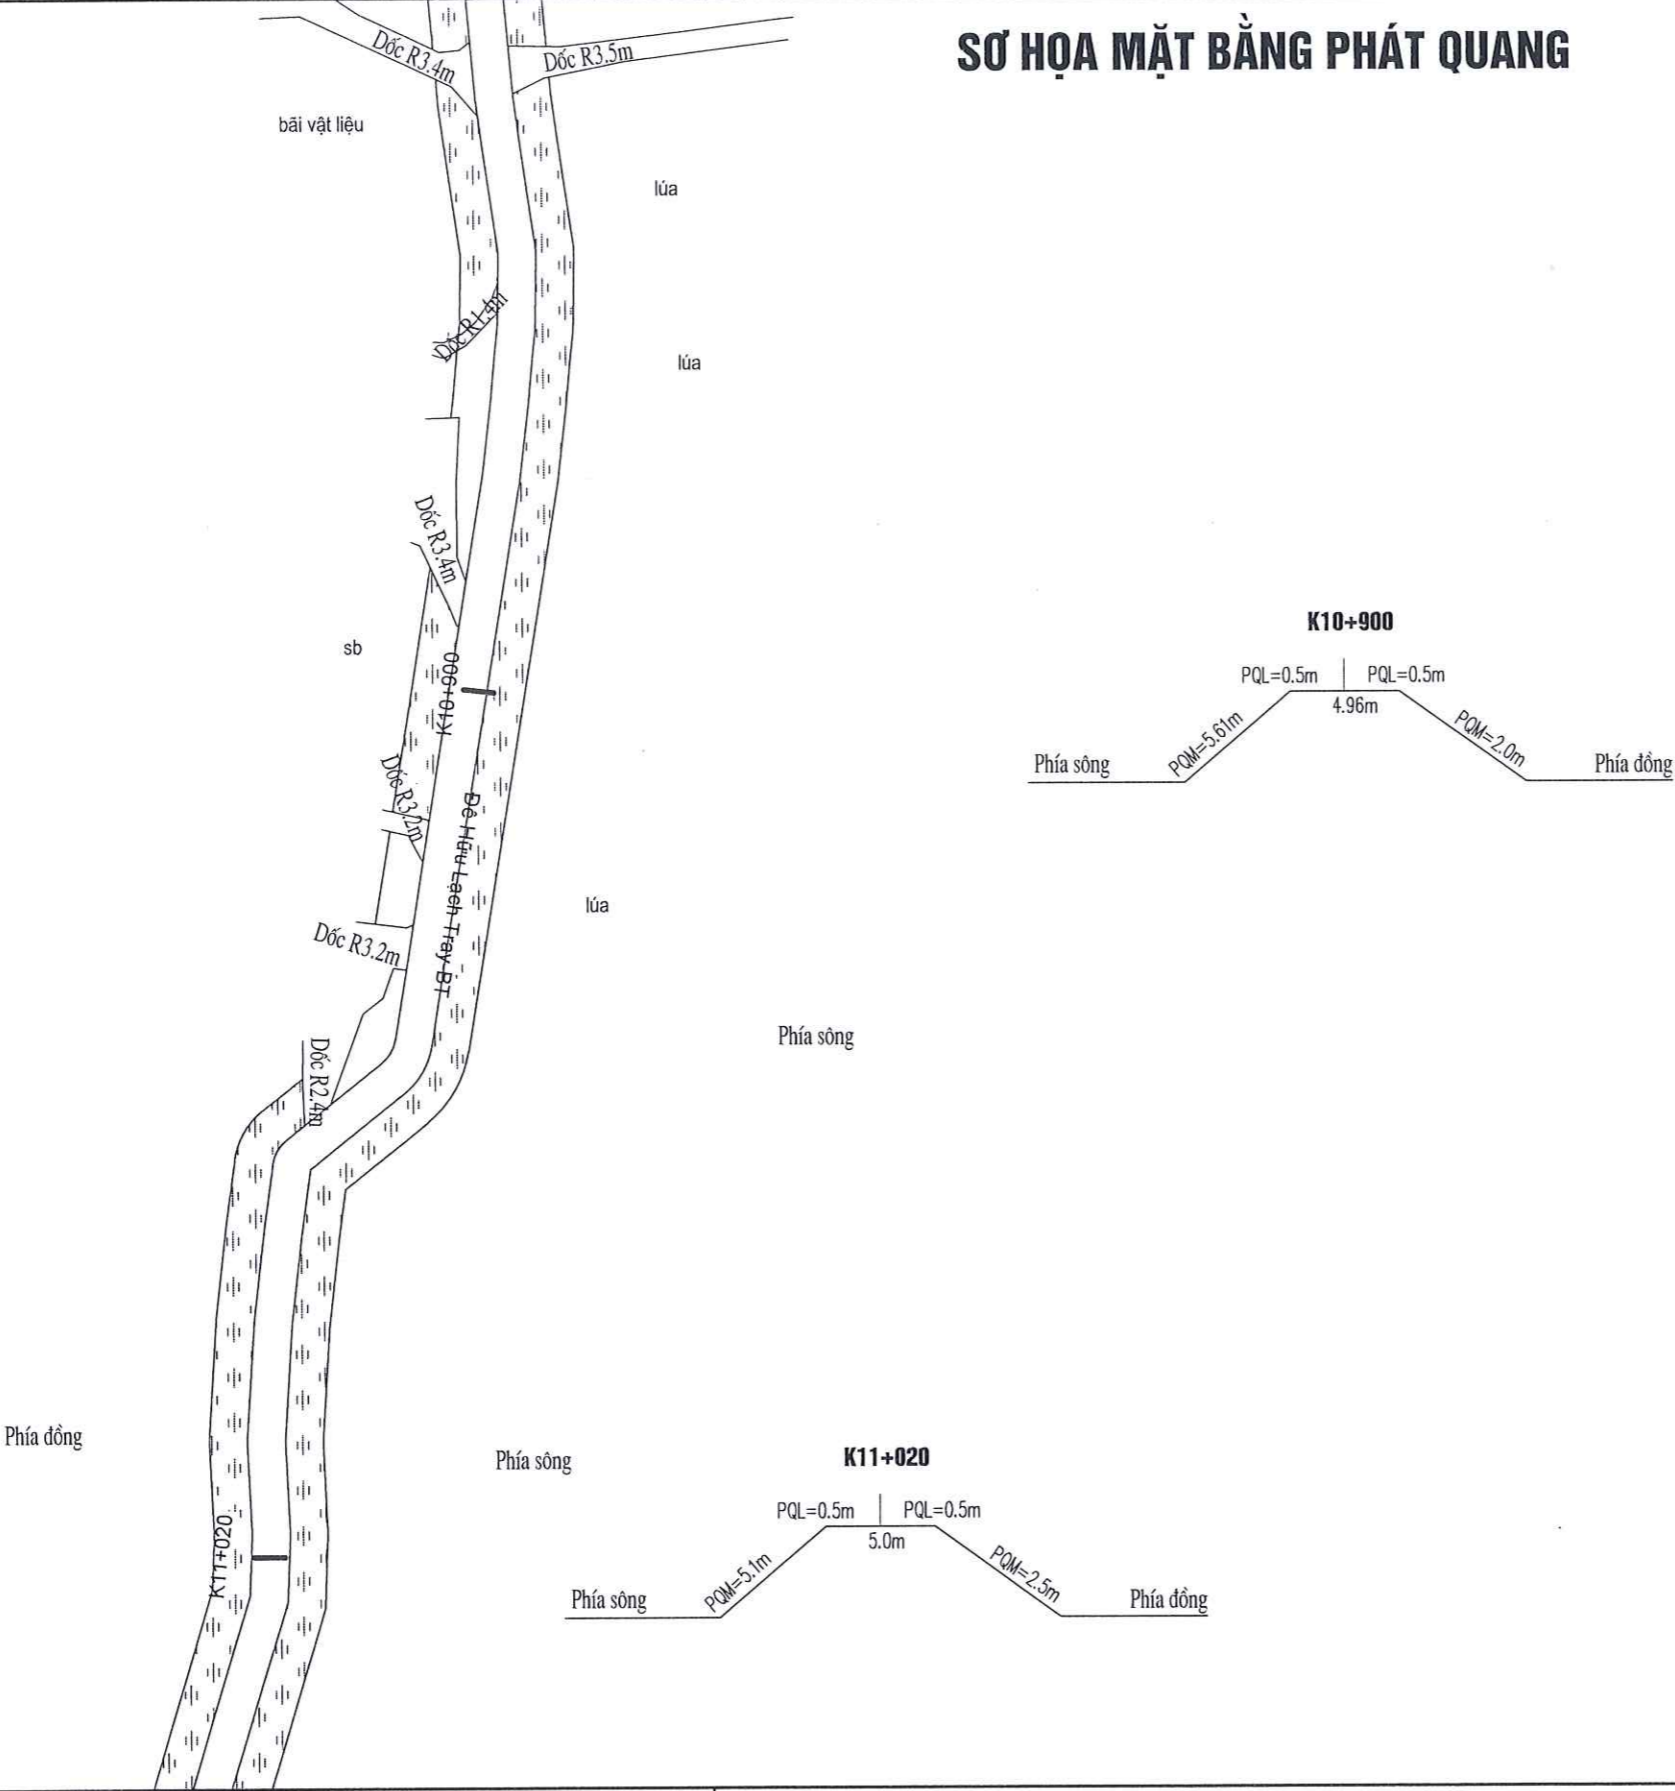 SƠ HỌA MẶT BẰNG PHÁT QUANG
Dốc R3.4m
Dốc R3.5m
bãi vật liệu
lúa
Dốc R1.4m
lúa
Dốc R3.4m
sb
K10+900
K10+900
PQL=0.5m
PQL=0.5m
4.96m
PQM=5.61m
PQM=2.0m
Phía sông
Phía đồng
Dốc R3.2m
Đê Hữu Lạch Tray-BT
lúa
Dốc R3.2m
Phía sông
Dốc R2.4m
Phía đồng
Phía sông
K11+020
K11+020
PQL=0.5m
PQL=0.5m
5.0m
PQM=5.1m
PQM=2.5m
Phía sông
Phía đồng